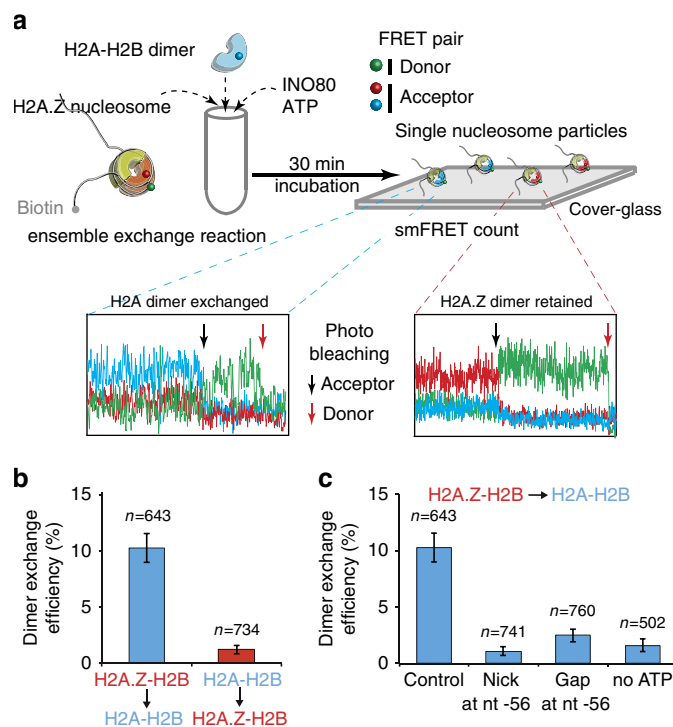 a
H2A-H2B dimer
H2A.Z nucleosome
INO80
ATP
FRET pair
Donor
Acceptor
Biotin
30 min
incubation
ensemble exchange reaction
Single nucleosome particles
Cover-glass
smFRET count
H2A dimer exchanged
Photo
bleaching
Acceptor
Donor
H2A.Z dimer retained
b
Dimer exchange
efficiency (%)
15
10
5
0
n=643
n=734
H2A.Z-H2B
H2A-H2B
H2A-H2B
H2A.Z-H2B
c
H2A.Z-H2B → H2A-H2B
Dimer exchange
efficiency (%)
15
10
5
0
n=643
n=741
n=760
n=502
Control
Nick
at nt -56
Gap
at nt -56
no ATP